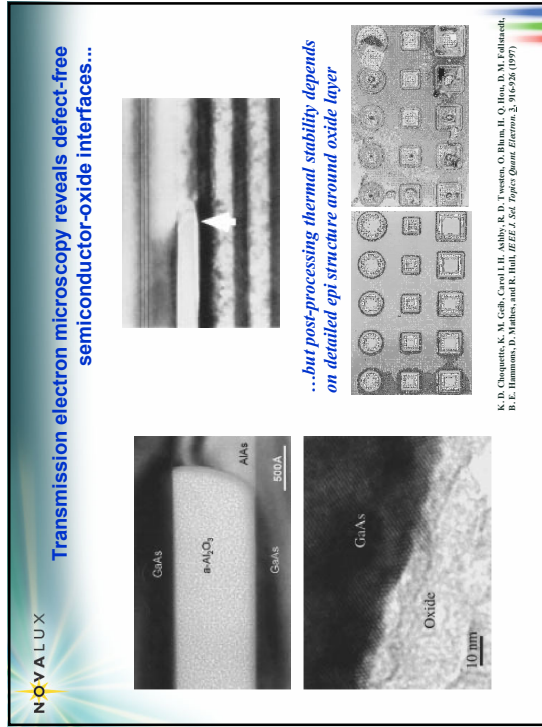 NOVALUX
Transmission electron microscopy reveals defect-free
semiconductor-oxide interfaces...
GaAs
a-Al₂O₃
AlAs
GaAs
500Å
GaAs
Oxide
10 nm
...but post-processing thermal stability depends
on detailed epi structure around oxide layer
K. D. Choquette, K. M. Geib, Carol I. H. Ashby, R. D. Twesten, O. Blum, H. Q. Hou, D. M. Follstaedt,
B. E. Hammons, D. Mathes, and R. Hull, IEEE J. Sel. Topics Quant. Electron. 3, 916-926 (1997)